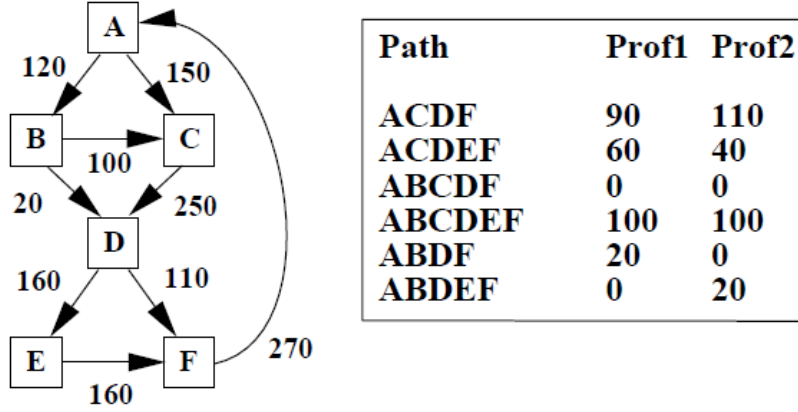 A
120
150
B
C
100
20
250
D
160
110
E
F
160
270
Path Prof1 Prof2
ACDF 90 110
ACDEF 60 40
ABCDF 0 0
ABCDEF 100 100
ABDF 20 0
ABDEF 0 20